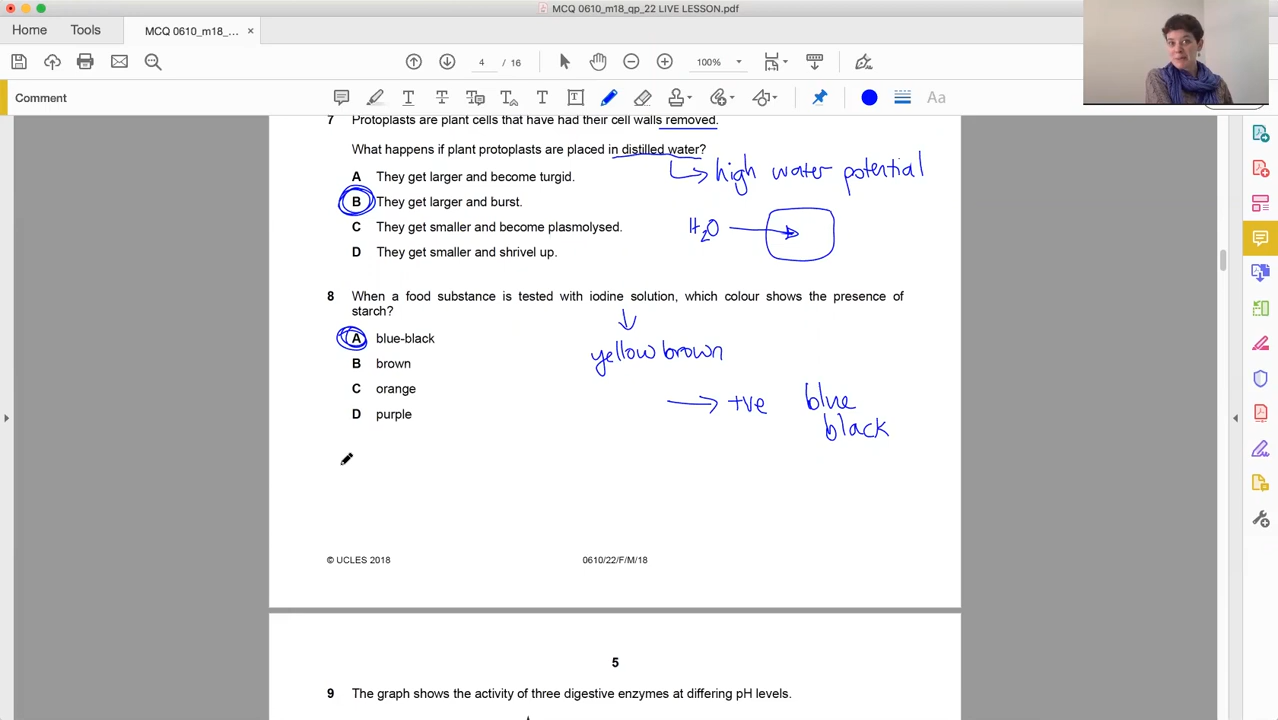 MCQ 0610_m18_qp_22 LIVE LESSON.pdf
Home
Tools
MCQ 0610_m18_...
×
4 / 16
100%
Comment
Aa
7 Protoplasts are plant cells that have had their cell walls removed.
What happens if plant protoplasts are placed in distilled water?
high water potential
A They get larger and become turgid.
B They get larger and burst.
C They get smaller and become plasmolysed.
D They get smaller and shrivel up.
H2O
8 When a food substance is tested with iodine solution, which colour shows the presence of
starch?
A blue-black
B brown
C orange
D purple
yellow brown
+ve blue
black
© UCLES 2018
0610/22/F/M/18
5
9 The graph shows the activity of three digestive enzymes at differing pH levels.